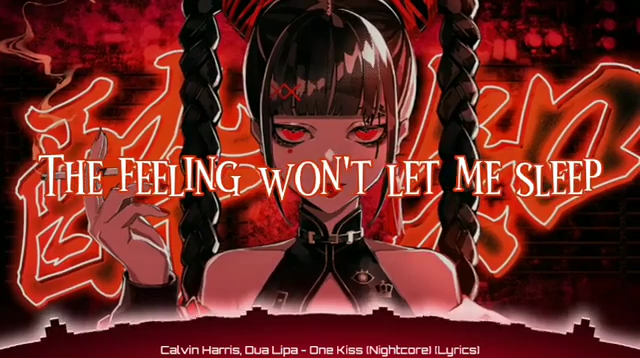 THE FEELING WON'T LET ME SLEEP
Calvin Harris, Dua Lipa - One Kiss (Nightcore) (Lyrics)